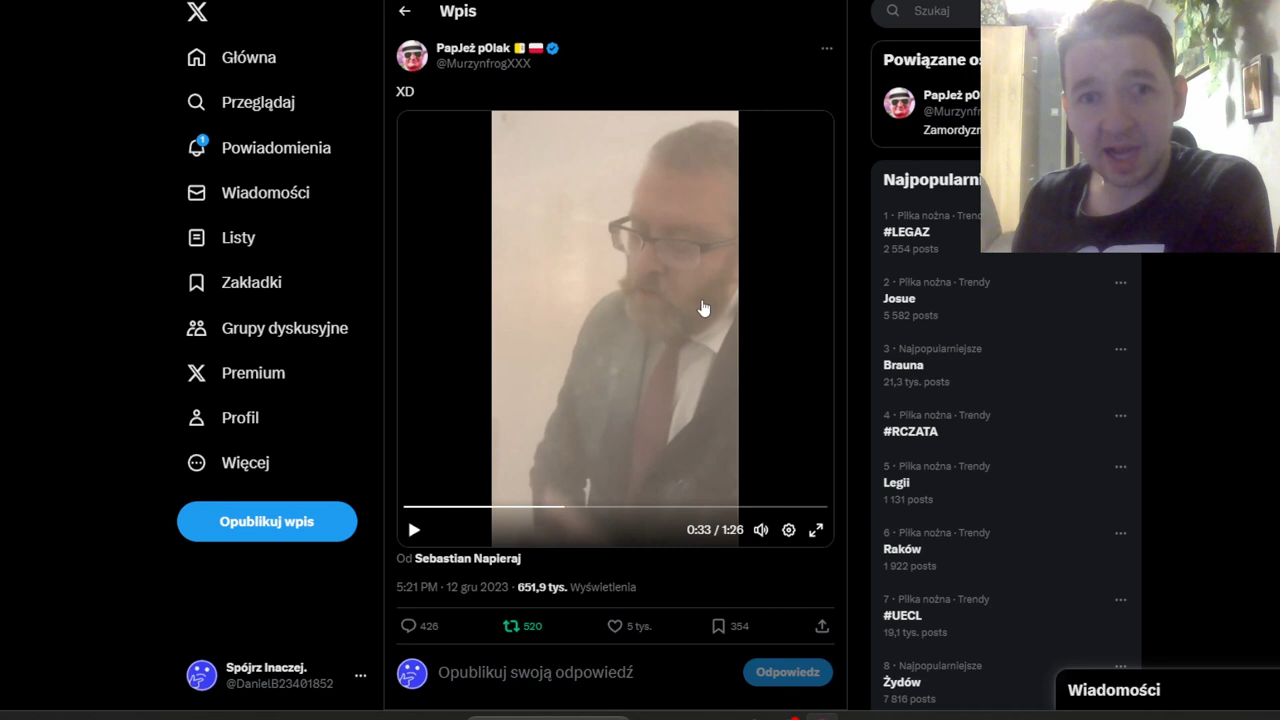 Główna
Przeglądaj
1
Powiadomienia
Wiadomości
Listy
Zakładki
Grupy dyskusyjne
Premium
Profil
Więcej
Opublikuj wpis
Spójrz Inaczej.
@DanielB23401852
Wpis
PapJeż p0lak
@MurzynfrogXXX
XD
0:33 / 1:26
Od Sebastian Napieraj
5:21 PM · 12 gru 2023 · 651,9 tys. Wyświetlenia
426 520 5 tys. 354
Opublikuj swoją odpowiedź
Odpowiedz
Szukaj
Powiązane
PapJeż
Najpopularn
1 · Piłka nożna · Trend
#LEGAZ
2 554 posts
2 · Piłka nożna · Trendy
Josue
5 582 posts
3 · Najpopularniejsze
Brauna
21,3 tys. posts
4 · Piłka nożna · Trendy
#RCZATA
5 · Piłka nożna · Trendy
Legii
1 131 posts
6 · Piłka nożna · Trendy
Raków
1 922 posts
7 · Piłka nożna · Trendy
#UECL
19,1 tys. posts
8 · Najpopularniejsze
Żydów
7 816 posts
Wiadomości